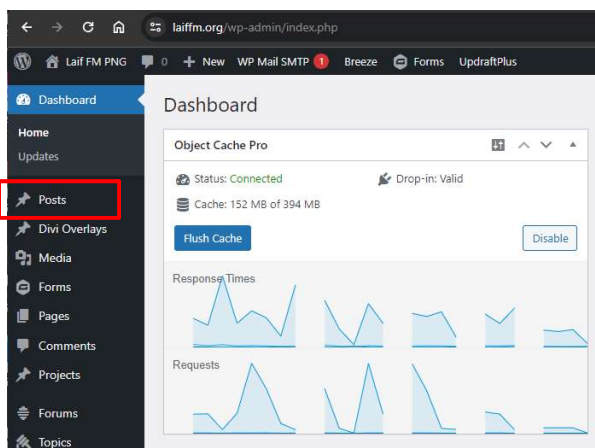 laiffm.org/wp-admin/index.php
Laif FM PNG 0 + New WP Mail SMTP 1 Breeze Forms UpdraftPlus
Dashboard
Home
Updates
Posts
Divi Overlays
Media
Forms
Pages
Comments
Projects
Forums
Topics
Dashboard
Object Cache Pro
Status: Connected Drop-in: Valid
Cache: 152 MB of 394 MB
Flush Cache Disable
Response Times
Requests